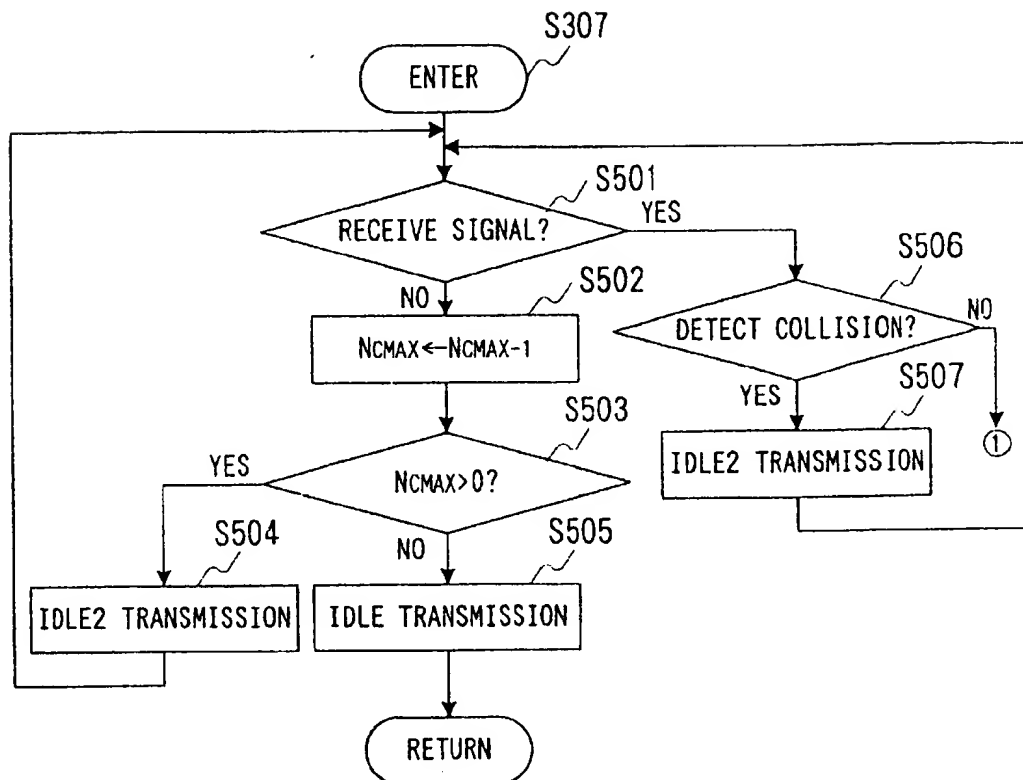 S307
ENTER
S501
RECEIVE SIGNAL?
YES
NO
S502
NCMAX←NCMAX-1
S506
DETECT COLLISION?
NO
YES
S507
IDLE2 TRANSMISSION
①
S503
NCMAX>0?
YES
NO
S504
IDLE2 TRANSMISSION
S505
IDLE TRANSMISSION
RETURN